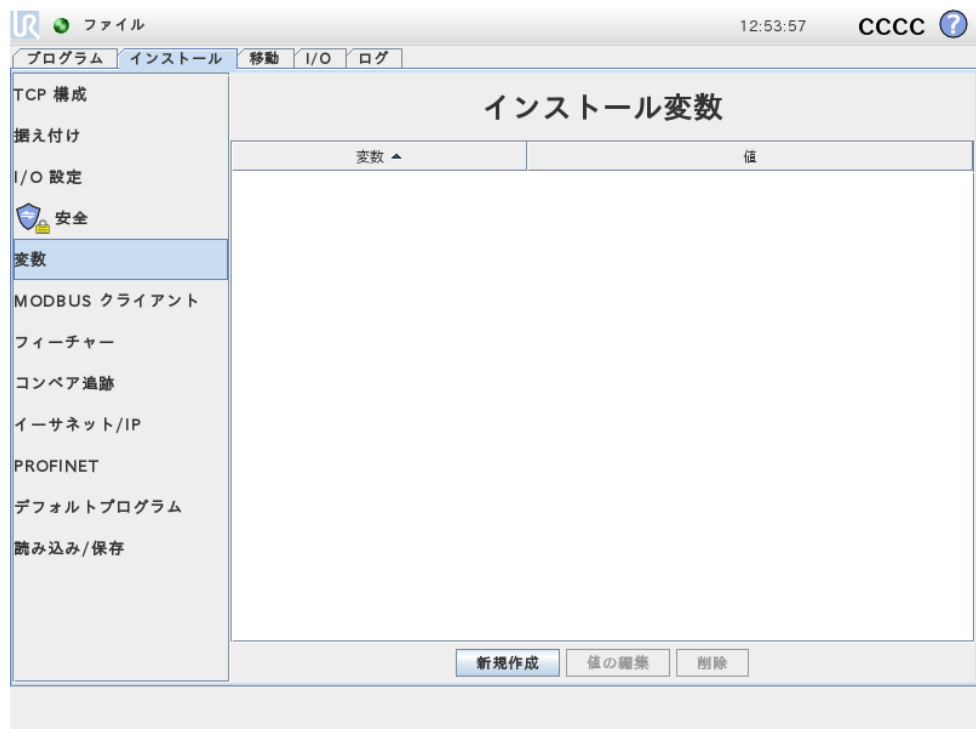 UR ファイル 12:53:57 CCCC ?
プログラム インストール 移動 I/O ログ
TCP 構成
据え付け
I/O 設定
安全
変数
MODBUS クライアント
フィーチャー
コンベア追跡
イーサネット/IP
PROFINET
デフォルトプログラム
読み込み/保存
インストール変数
変数 値
新規作成 値の編集 削除